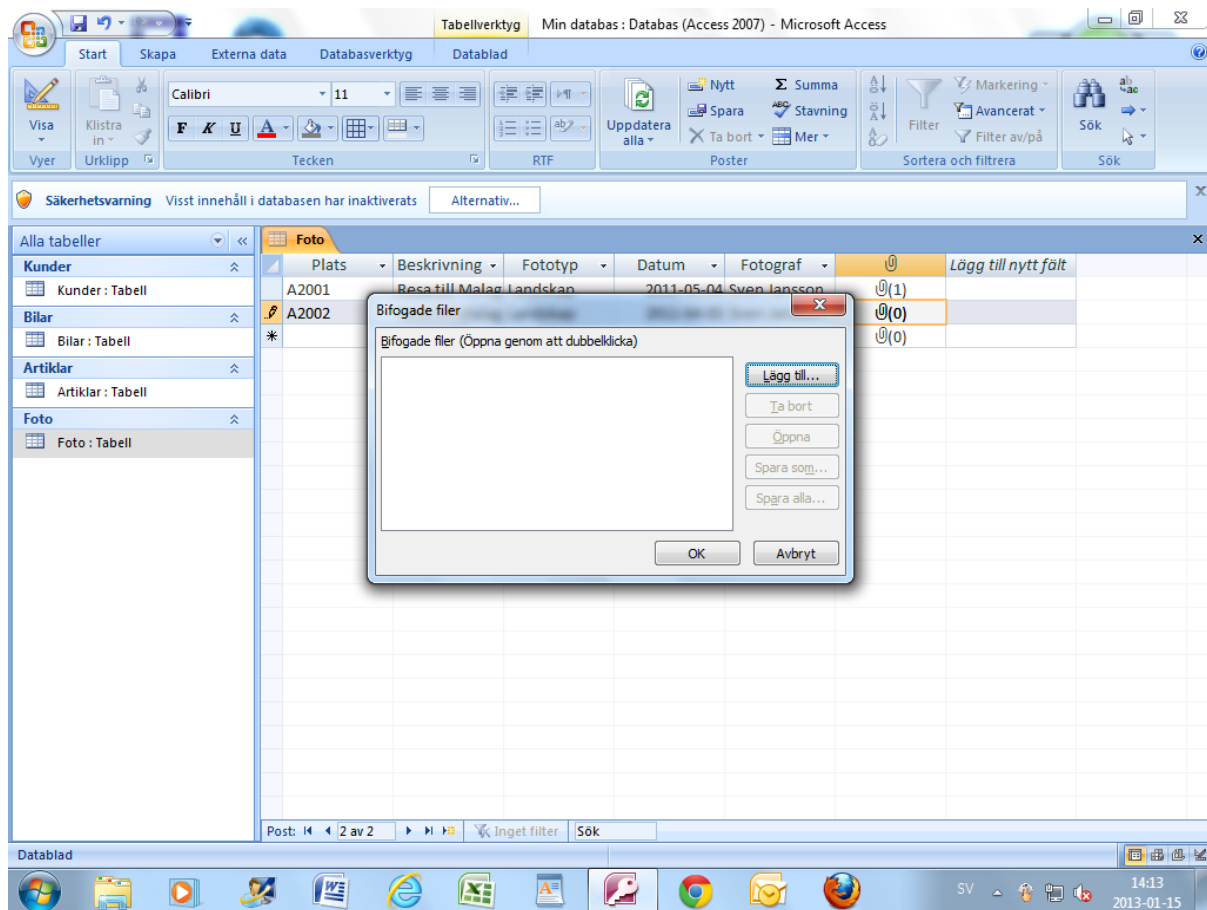 Tabellverktyg Min databas : Databas (Access 2007) - Microsoft Access
Start Skapa Externa data Databasverktyg Datablad
Visa
Vyer
Klistra in
Urklipp
Calibri 11
F K U A
Tecken
RTF
Uppdatera alla
Nytt Σ Summa
Spara ABC Stavning
Ta bort Mer
Poster
Filter
Markering
Avancerat
Filter av/på
Sortera och filtrera
Sök
Sök
Säkerhetsvarning Visst innehåll i databasen har inaktiverats Alternativ...
Alla tabeller
Kunder
Kunder : Tabell
Bilar
Bilar : Tabell
Artiklar
Artiklar : Tabell
Foto
Foto : Tabell
Foto
Plats Beskrivning Fototyp Datum Fotograf Lägg till nytt fält
A2001 Resa till Malag Landskap 2011-05-04 Sven Jansson (1)
A2002 (0)
(0)
Bifogade filer
Bifogade filer (Öppna genom att dubbelklicka)
Lägg till...
Ta bort
Öppna
Spara som...
Spara alla...
OK Avbryt
Post: 2 av 2 Inget filter Sök
Datablad
SV 14:13
2013-01-15